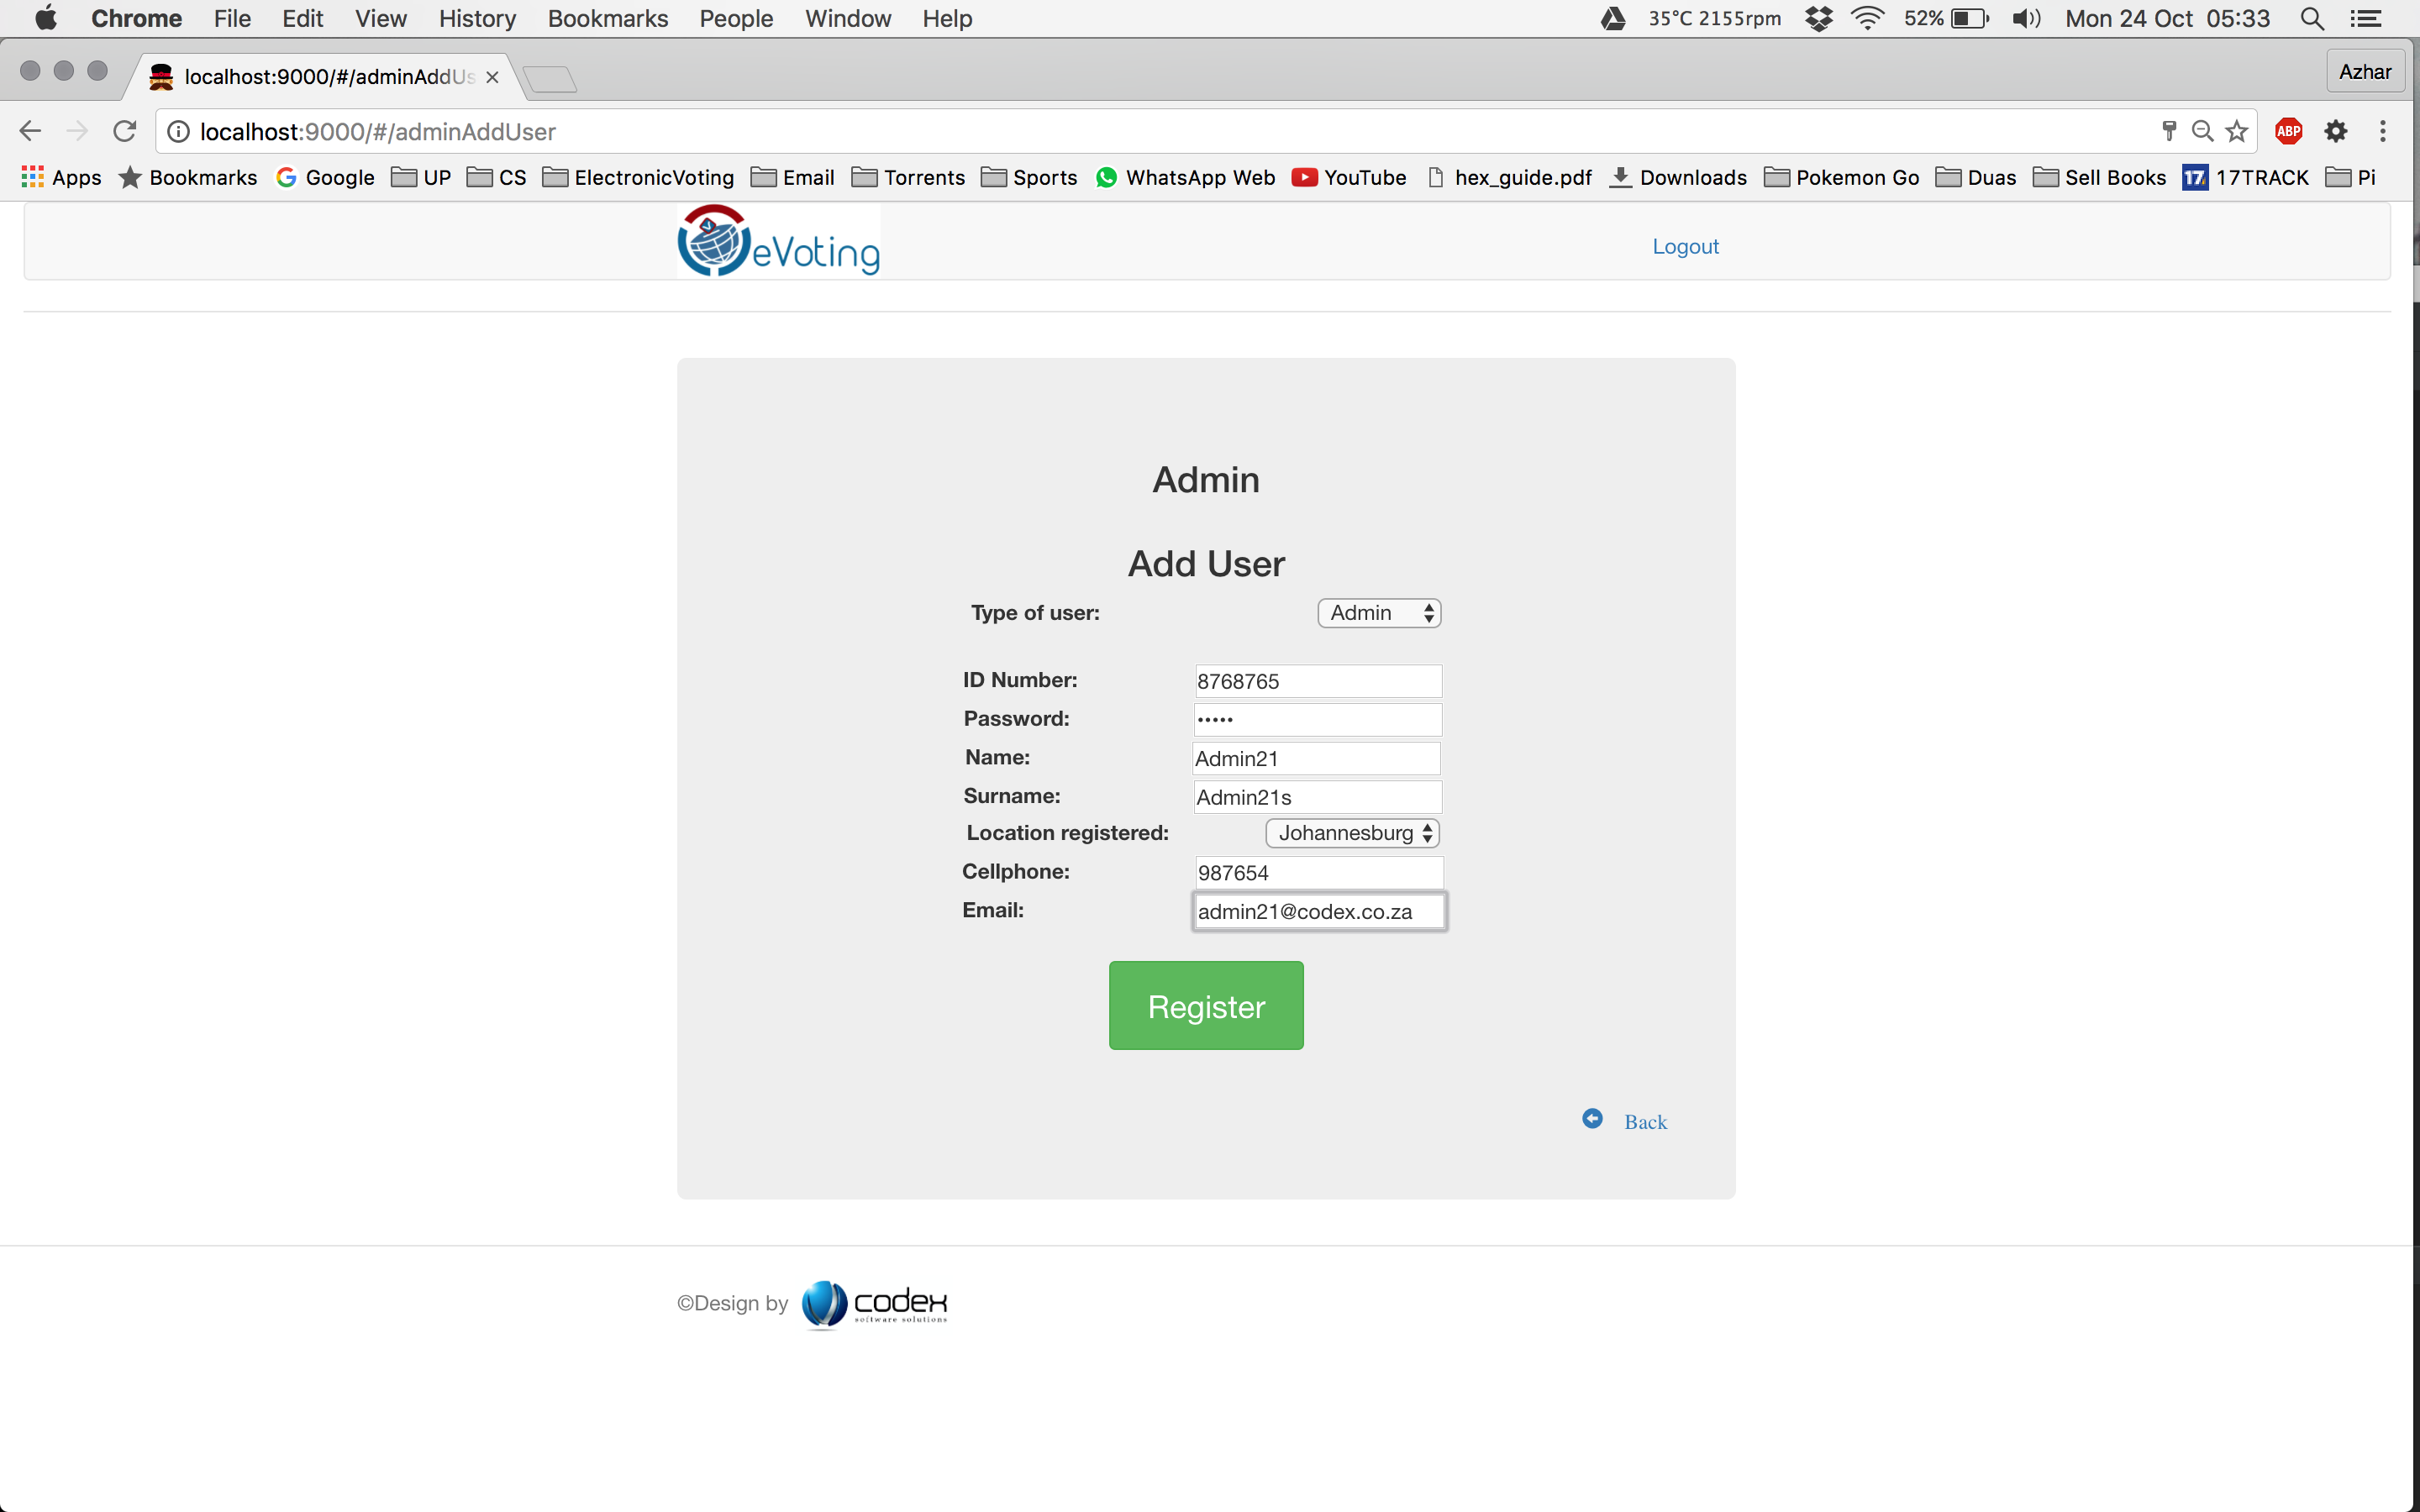 Chrome File Edit View History Bookmarks People Window Help 35°C 2155rpm 52% Mon 24 Oct 05:33
localhost:9000/#/adminAddUs Azhar
localhost:9000/#/adminAddUser ABP
Apps Bookmarks Google UP CS ElectronicVoting Email Torrents Sports WhatsApp Web YouTube hex_guide.pdf Downloads Pokemon Go Duas Sell Books 17 17TRACK Pi
eVoting Logout
Admin
Add User
Type of user: Admin
ID Number: 8768765
Password: •••••
Name: Admin21
Surname: Admin21s
Location registered: Johannesburg
Cellphone: 987654
Email: admin21@codex.co.za
Register
Back
©Design by codex
software solutions